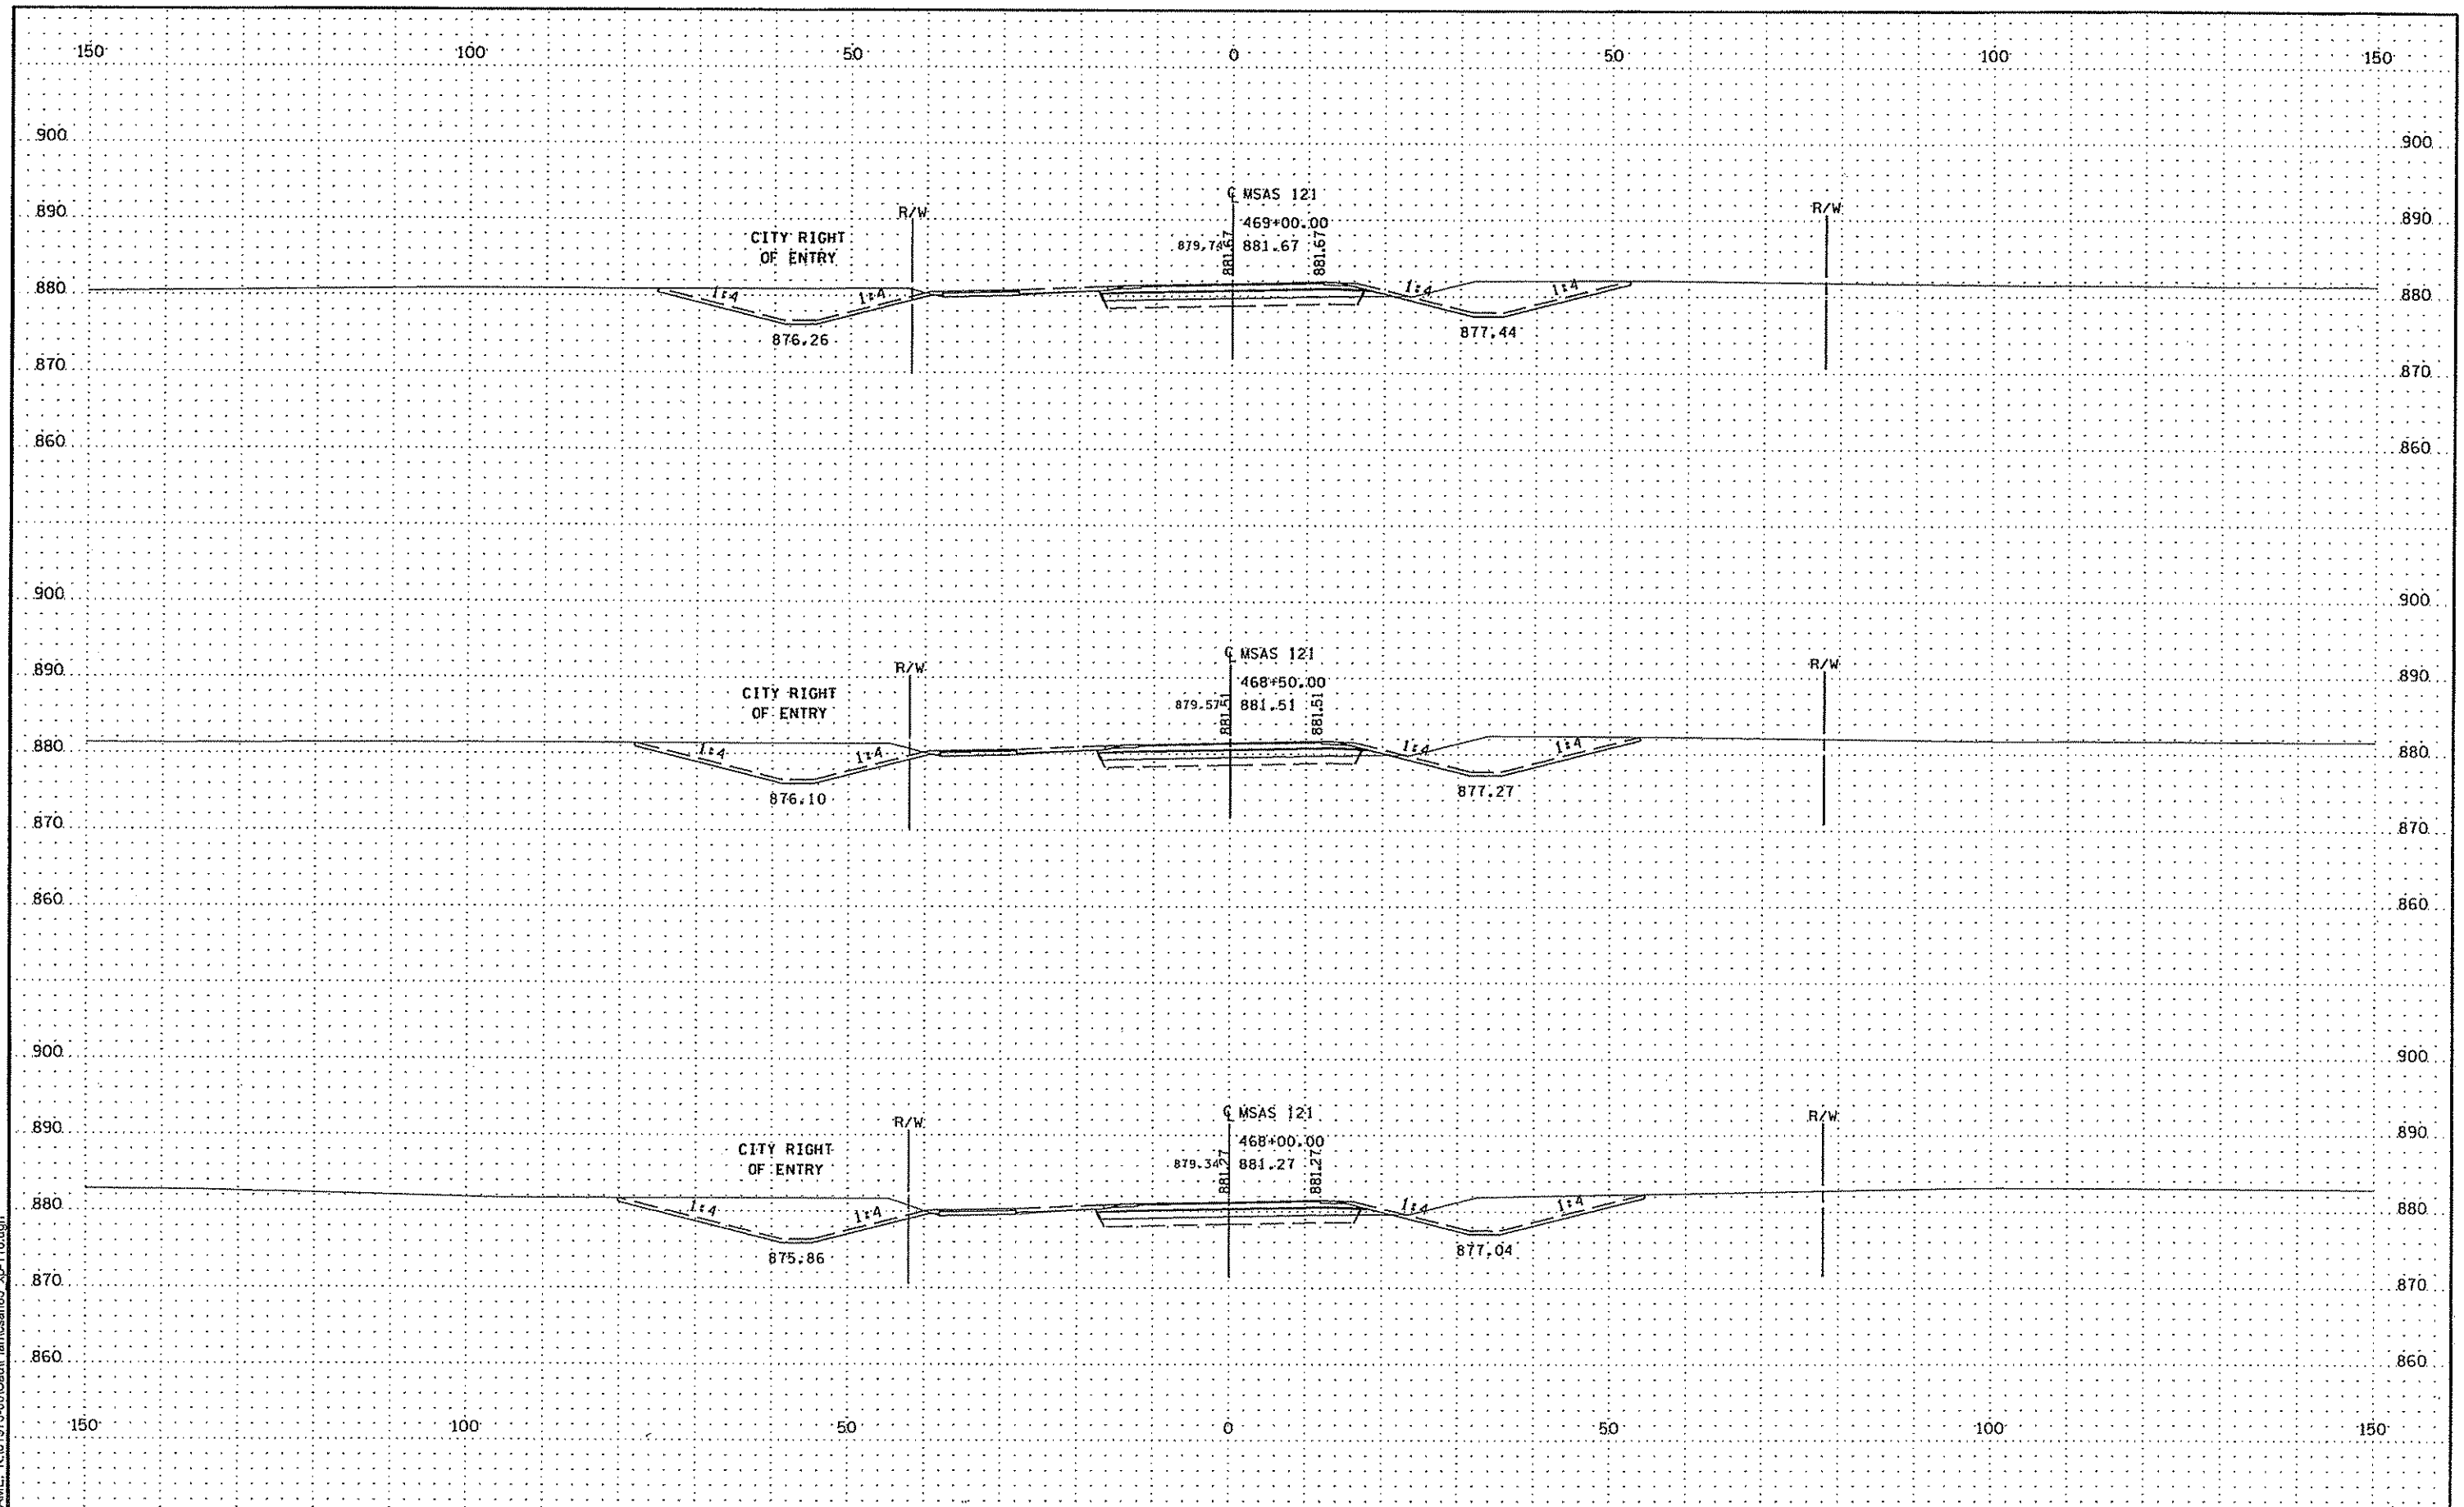 150 100 50 0 50 100 150
900 900
℄ MSAS 121
890 R/W 469+00.00 R/W 890
CITY RIGHT 879.74 881.67 881.67 881.67
OF ENTRY
880 1:4 1:4 1:4 1:4 880
876.26 877.44
870 870
860 860
900 900
℄ MSAS 121
890 R/W 468+50.00 R/W 890
CITY RIGHT 879.57 881.51 881.51 881.51
OF ENTRY
880 1:4 1:4 1:4 1:4 880
876.10 877.27
870 870
860 860
900 900
℄ MSAS 121
890 R/W 468+00.00 R/W 890
CITY RIGHT 879.34 881.27 881.27 881.27
OF ENTRY
880 1:4 1:4 1:4 1:4 880
875.86 877.04
870 870
860 860
150 100 50 0 50 100 150